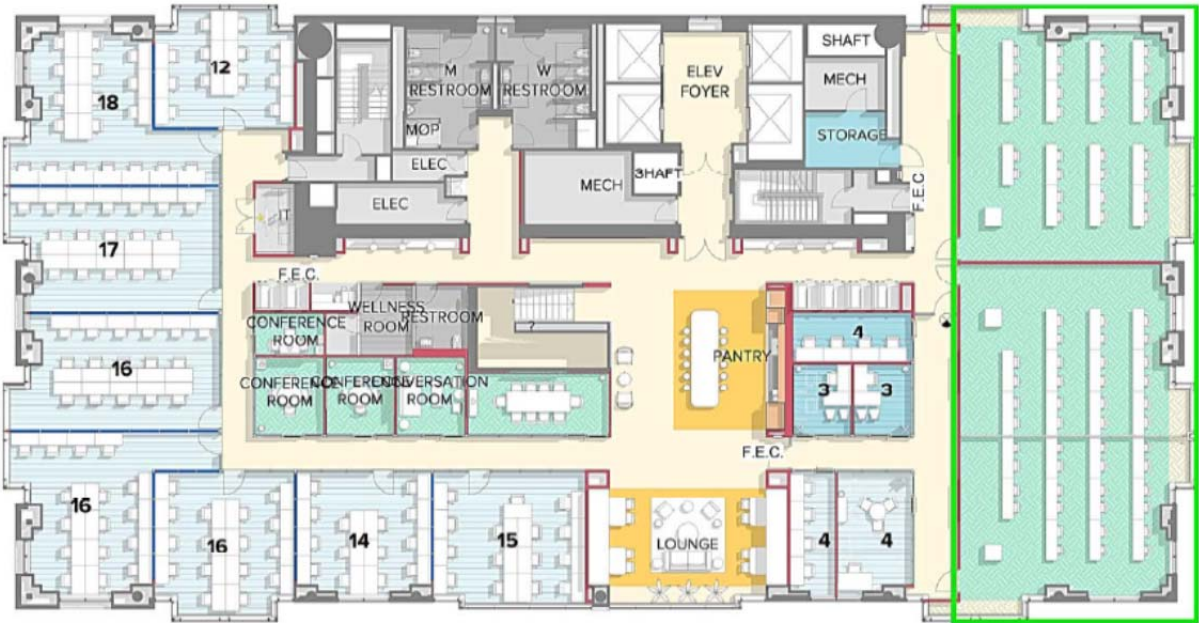 12
18
M
RESTROOM
W
RESTROOM
MOP
ELEC
ELEC
ELEV
FOYER
SHAFT
MECH
STORAGE
MECH
SHAFT
F.E.C
IT
17
F.E.C.
WELLNESS
ROOM
RESTROOM
?
CONFERENCE
ROOM
16
CONFERENCE
ROOM
CONFERENCE
ROOM
CONVERSATION
ROOM
PANTRY
4
3
3
F.E.C.
16
16
14
15
LOUNGE
4
4